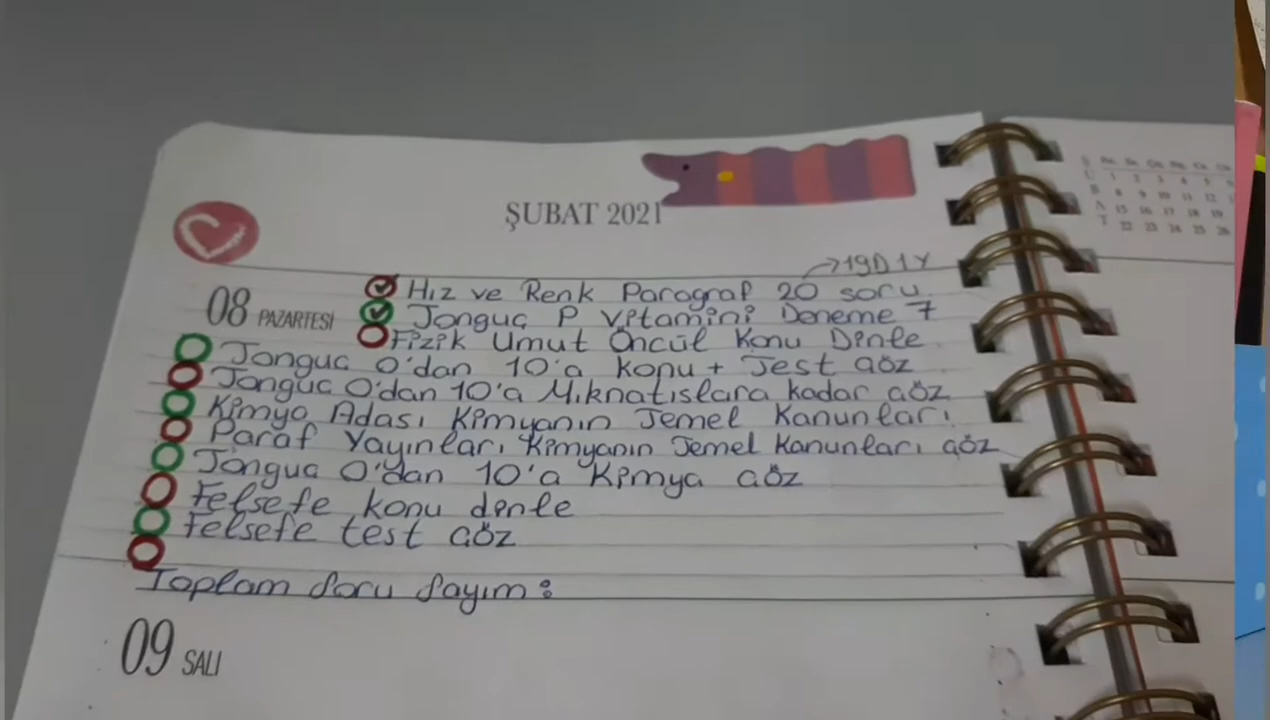 ŞUBAT 2021
→19D 1Y
08 PAZARTESİ
Hız ve Renk Paragraf 20 soru
Tonguç P Vitamini Deneme 7
Fizik Umut Öncül Konu Dinle
Tonguc 0'dan 10'a konu + Test Çöz
Tonguc 0'dan 10'a Mıknatıslara kadar çöz
Kimya Adası Kimyanın Temel Kanunları
Paraf Yayınları Kimyanın Temel Kanunları çöz
Tonguç 0'dan 10'a Kimya çöz
Felsefe konu dinle
Felsefe test çöz
Toplam Soru Sayım :
09 SALI